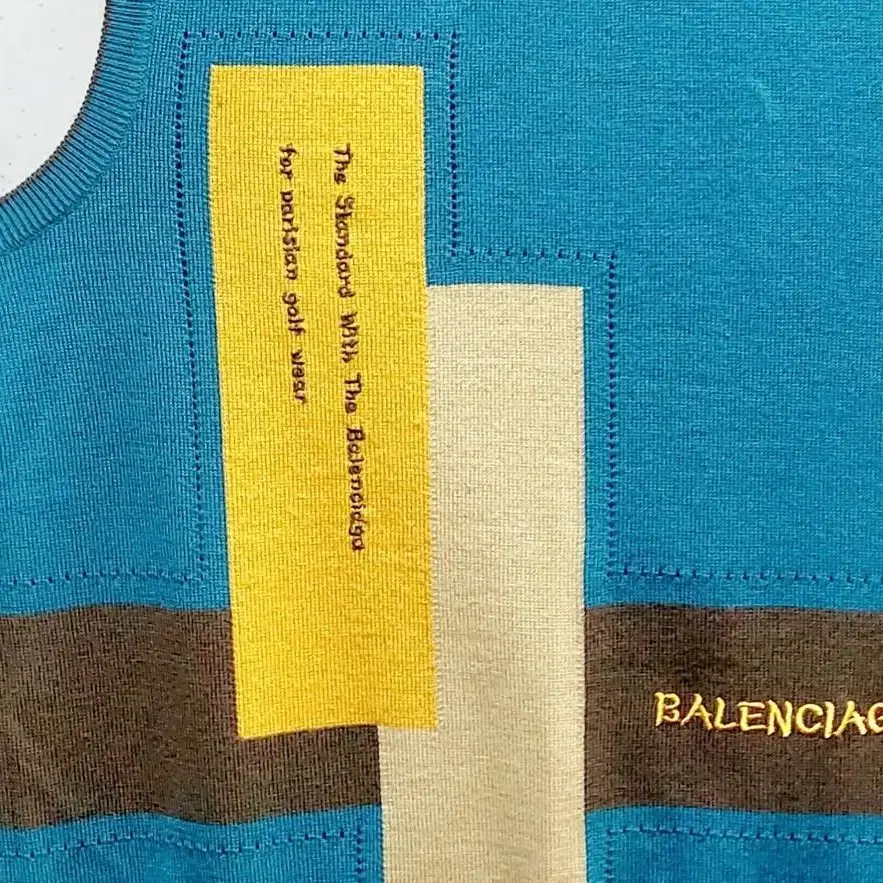 The Standard With The Balenciaga
for parisian golf wear
BALENCIAG